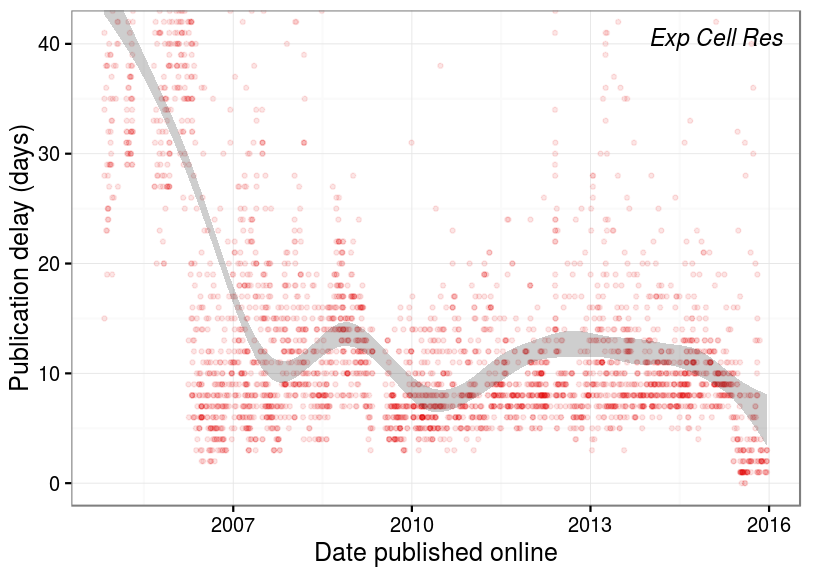 Exp Cell Res
Publication delay (days)
40
30
20
10
0
2007 2010 2013 2016
Date published online